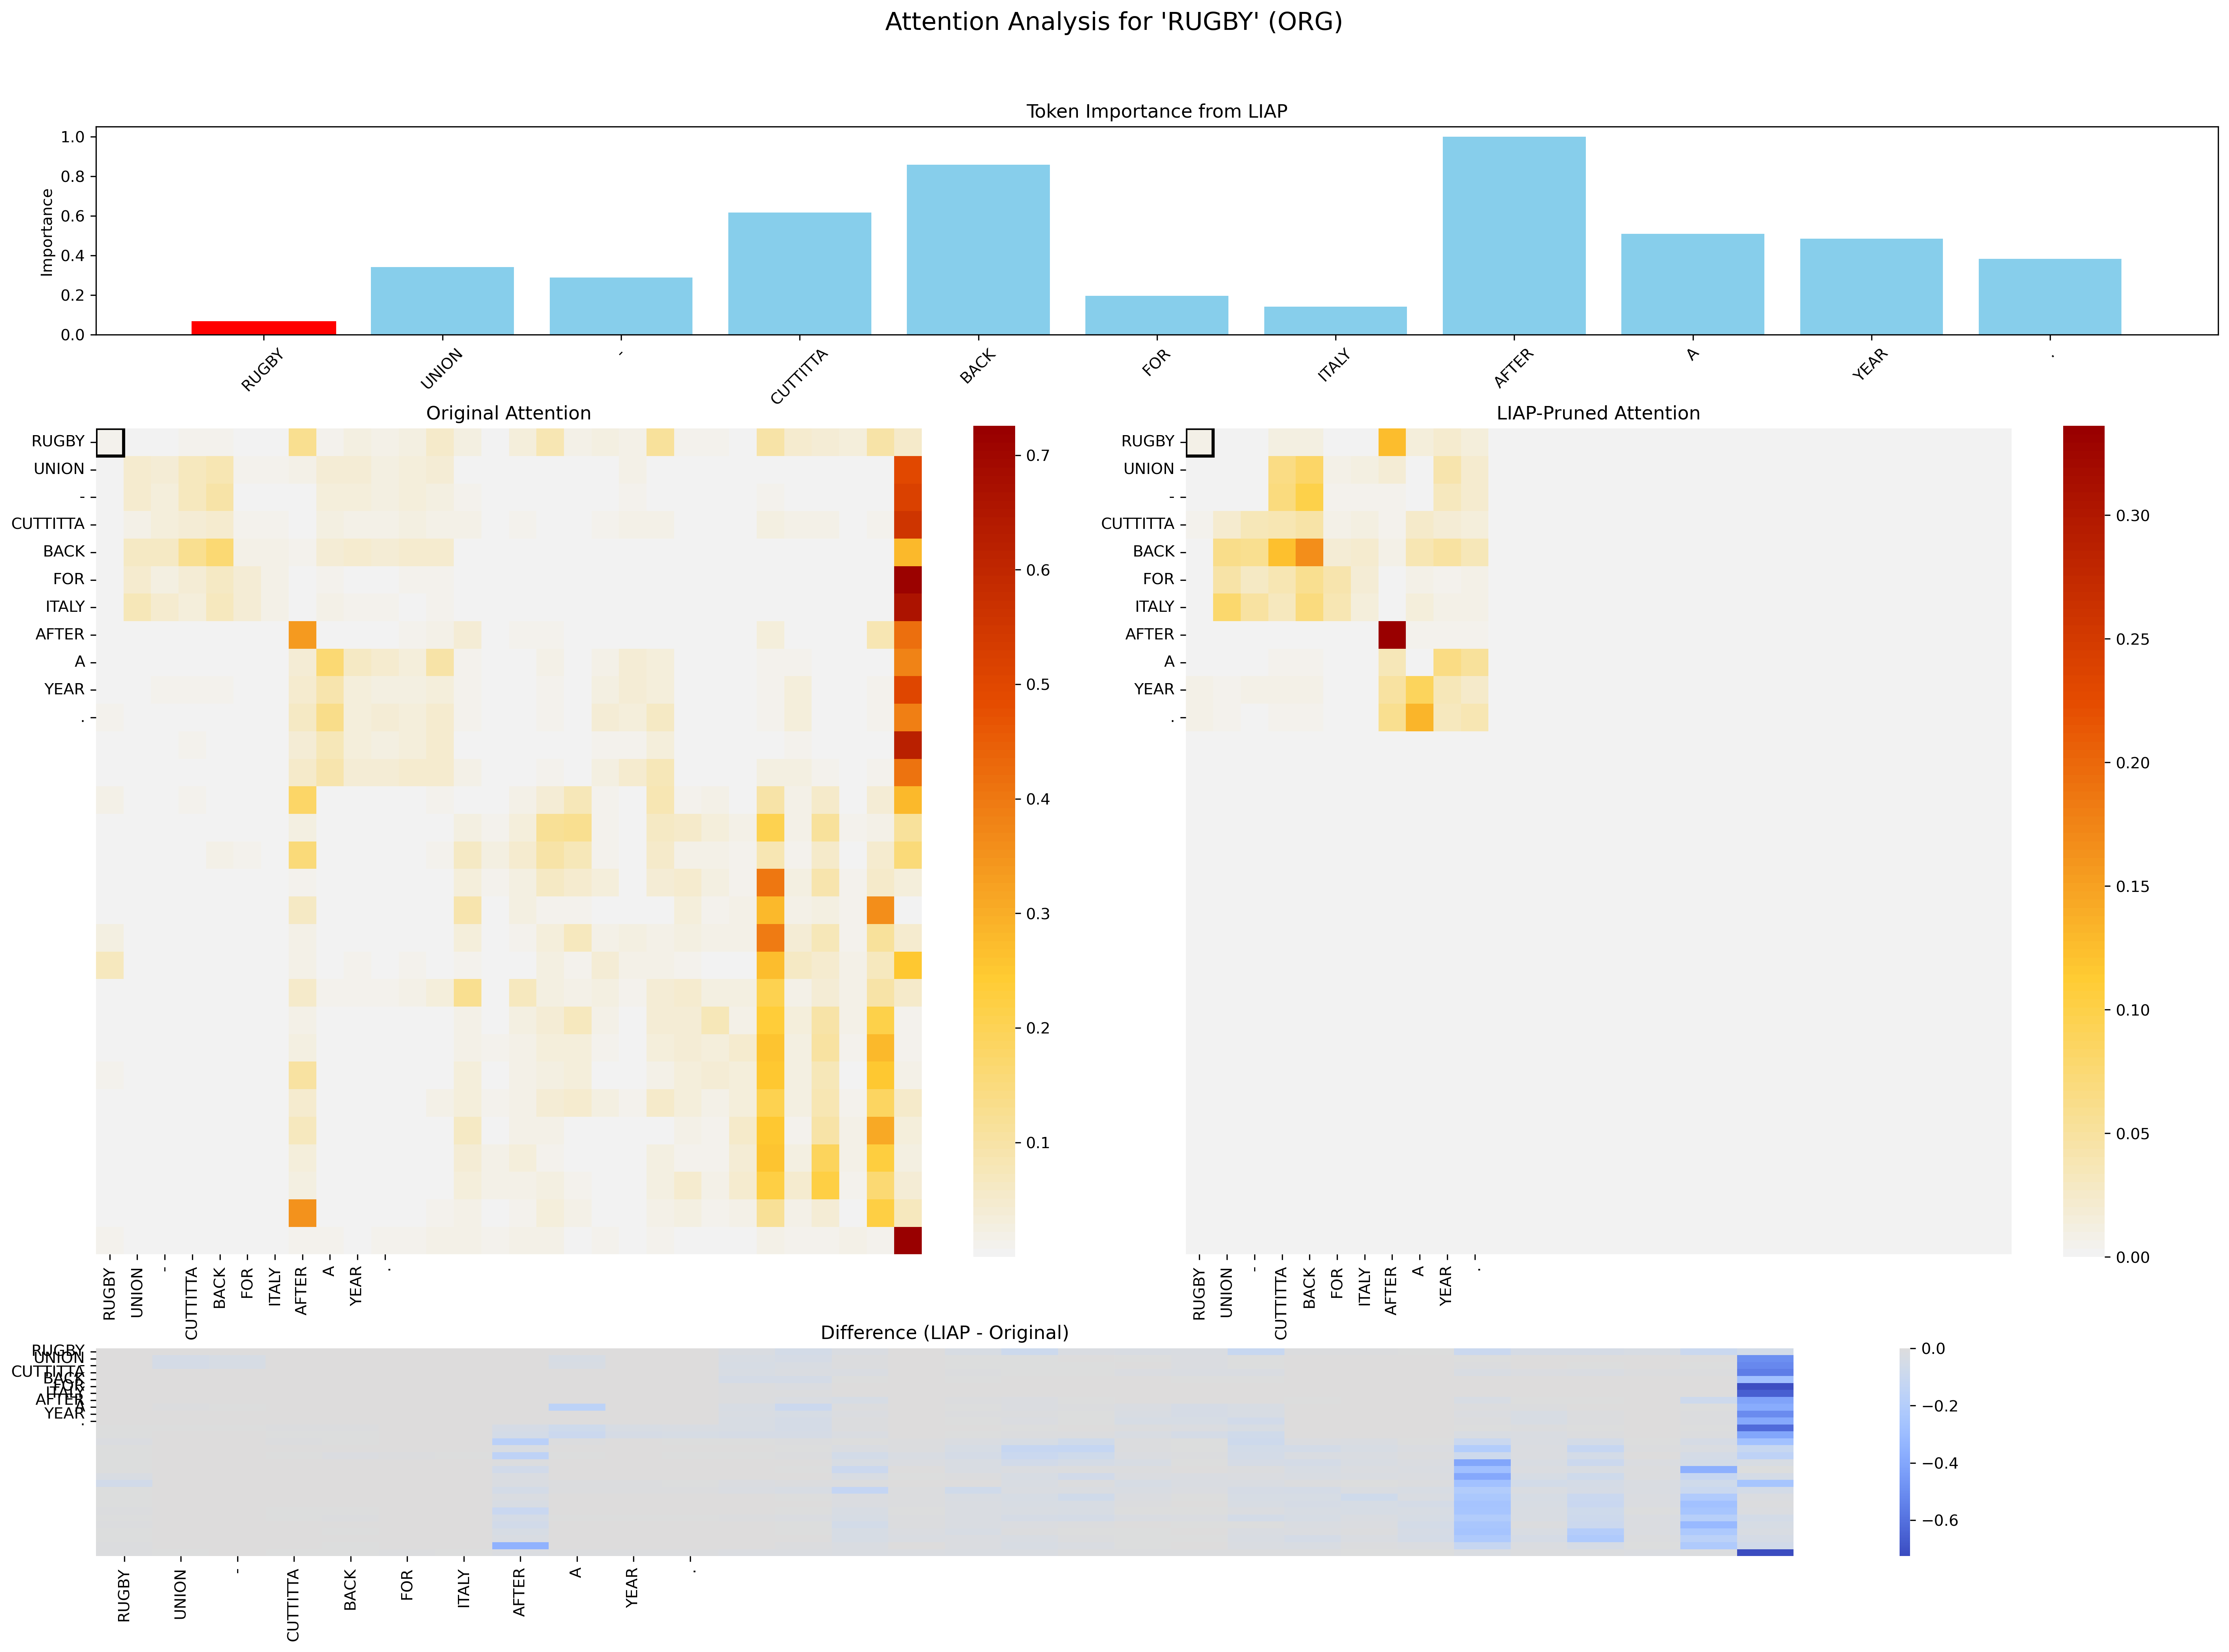 Attention Analysis for 'RUGBY' (ORG)
Token Importance from LIAP
Importance
1.0
0.8
0.6
0.4
0.2
0.0
RUGBY
UNION
-
CUTTITTA
BACK
FOR
ITALY
AFTER
A
YEAR
.
Original Attention
RUGBY
UNION
-
CUTTITTA
BACK
FOR
ITALY
AFTER
A
YEAR
.
RUGBY
UNION
-
CUTTITTA
BACK
FOR
ITALY
AFTER
A
YEAR
.
0.7
0.6
0.5
0.4
0.3
0.2
0.1
LIAP-Pruned Attention
RUGBY
UNION
-
CUTTITTA
BACK
FOR
ITALY
AFTER
A
YEAR
.
RUGBY
UNION
-
CUTTITTA
BACK
FOR
ITALY
AFTER
A
YEAR
.
0.30
0.25
0.20
0.15
0.10
0.05
0.00
Difference (LIAP - Original)
RUGBY
UNION
-
CUTTITTA
BACK
FOR
ITALY
AFTER
A
YEAR
.
RUGBY
UNION
-
CUTTITTA
BACK
FOR
ITALY
AFTER
A
YEAR
.
0.0
−0.2
−0.4
−0.6